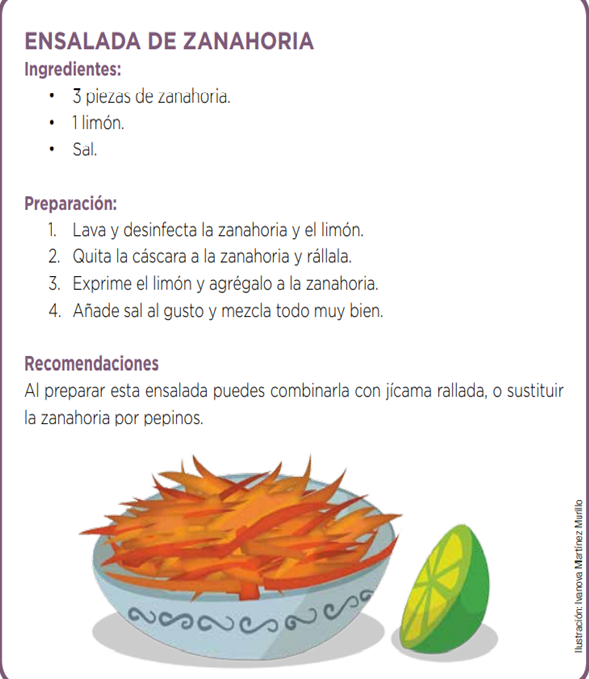 ENSALADA DE ZANAHORIA
Ingredientes:
• 3 piezas de zanahoria.
• 1 limón.
• Sal.
Preparación:
1. Lava y desinfecta la zanahoria y el limón.
2. Quita la cáscara a la zanahoria y rállala.
3. Exprime el limón y agrégalo a la zanahoria.
4. Añade sal al gusto y mezcla todo muy bien.
Recomendaciones
Al preparar esta ensalada puedes combinarla con jícama rallada, o sustituir
la zanahoria por pepinos.
Ilustración: Ivanova Martínez Murillo